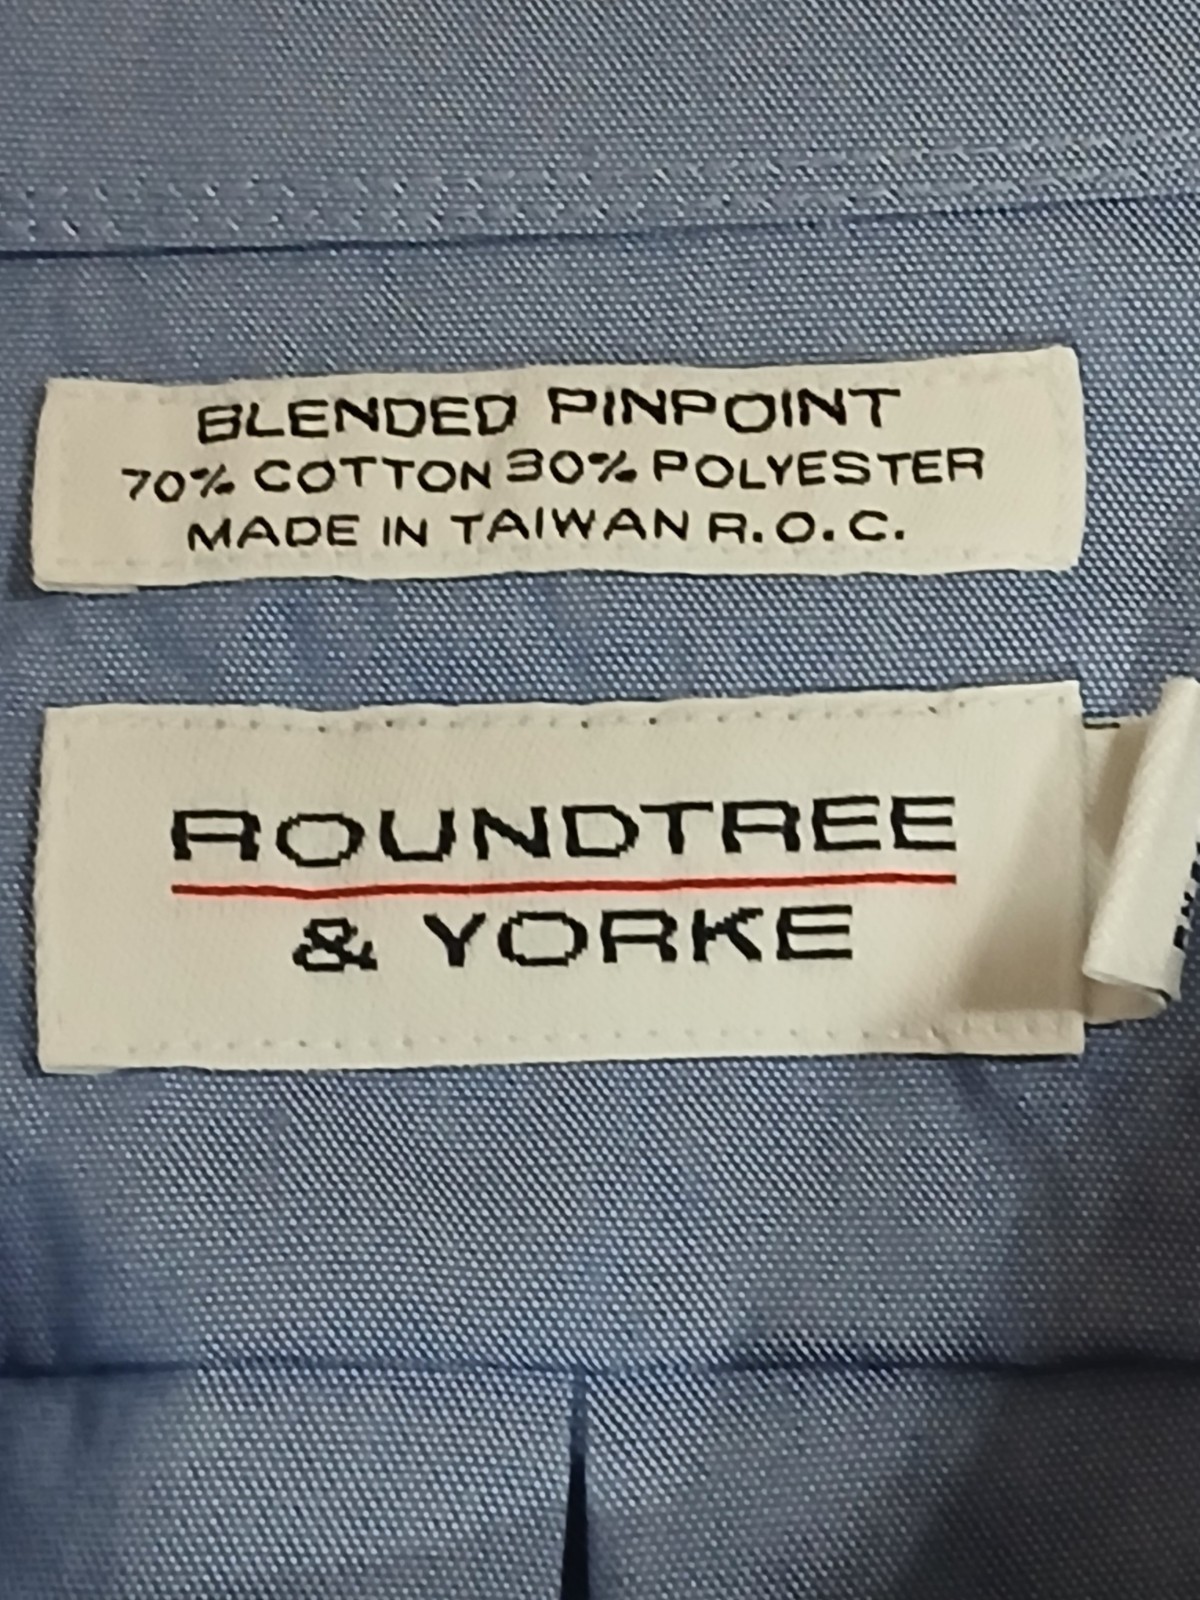 BLENDED PINPOINT
70% COTTON 30% POLYESTER
MADE IN TAIWAN R.O.C.
ROUNDTREE
& YORKE